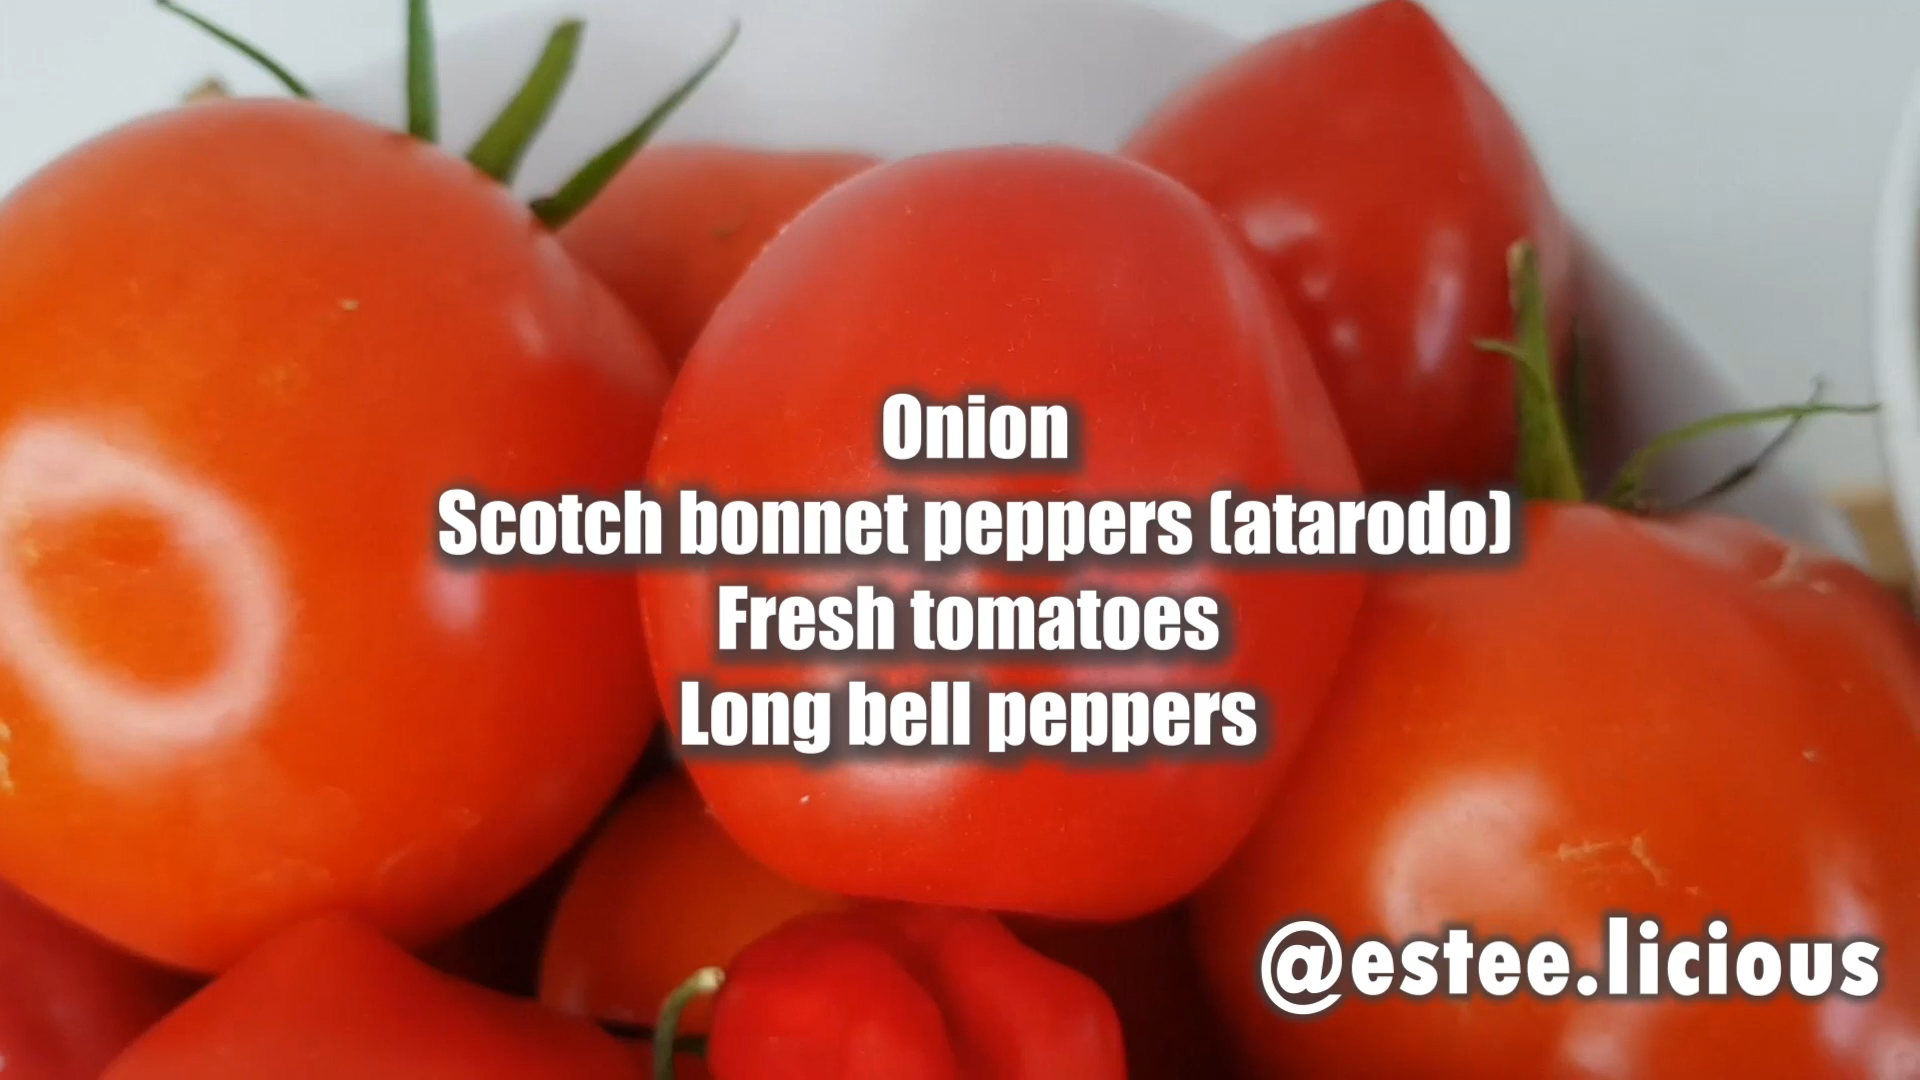 Onion
Scotch bonnet peppers (atarodo)
Fresh tomatoes
Long bell peppers
@estee.licious